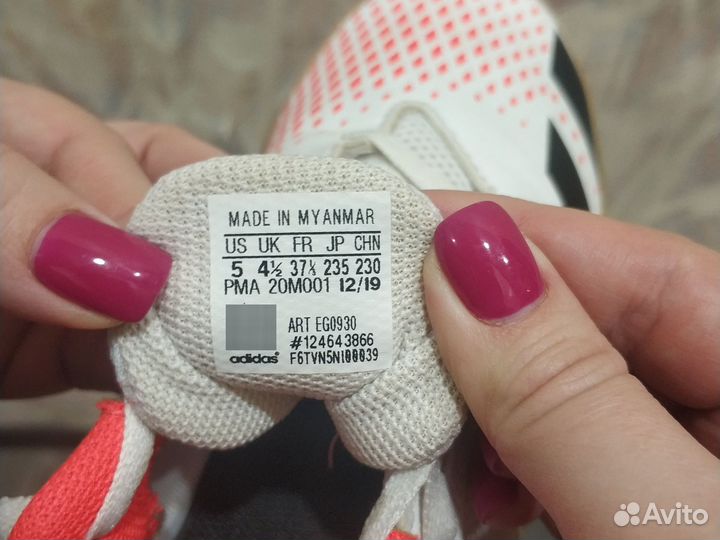 MADE IN MYANMAR
US UK FR JP CHN
5 4½ 37⅓ 235 230
PMA 20M001 12/19
ART EG0930
#124643866
adidas® F6TVN5N100039
Avito